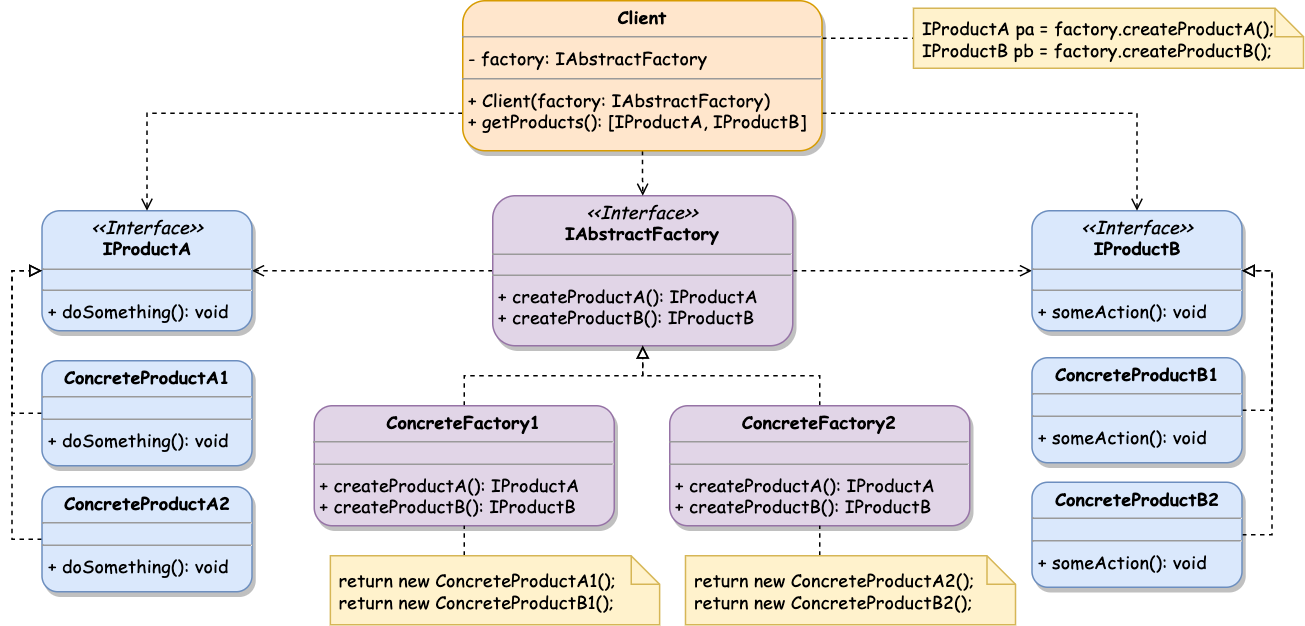 Client
- factory: IAbstractFactory
+ Client(factory: IAbstractFactory)
+ getProducts(): [IProductA, IProductB]
IProductA pa = factory.createProductA();
IProductB pb = factory.createProductB();
<<Interface>>
IProductA
+ doSomething(): void
<<Interface>>
IAbstractFactory
+ createProductA(): IProductA
+ createProductB(): IProductB
<<Interface>>
IProductB
+ someAction(): void
ConcreteProductA1
+ doSomething(): void
ConcreteProductA2
+ doSomething(): void
ConcreteFactory1
+ createProductA(): IProductA
+ createProductB(): IProductB
return new ConcreteProductA1();
return new ConcreteProductB1();
ConcreteFactory2
+ createProductA(): IProductA
+ createProductB(): IProductB
return new ConcreteProductA2();
return new ConcreteProductB2();
ConcreteProductB1
+ someAction(): void
ConcreteProductB2
+ someAction(): void